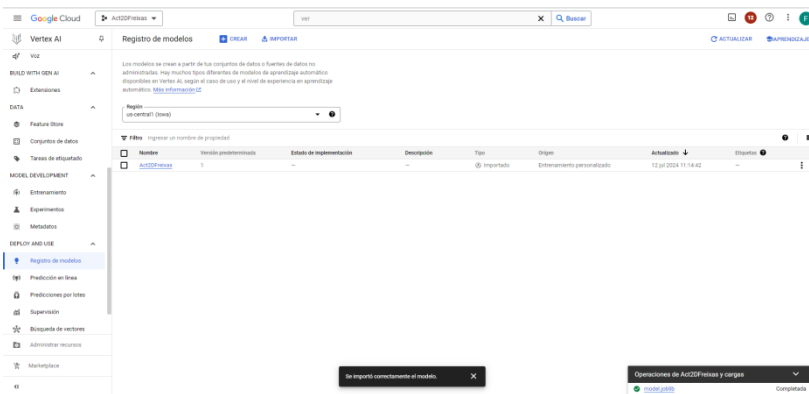 Google Cloud
Act2DFreixas
ver
Buscar
12
Vertex AI
Registro de modelos
CREAR
IMPORTAR
ACTUALIZAR
APRENDIZAJE
Voz
BUILD WITH GEN AI
Extensiones
DATA
Feature Store
Conjuntos de datos
Tareas de etiquetado
MODEL DEVELOPMENT
Entrenamiento
Experimentos
Metadatos
DEPLOY AND USE
Registro de modelos
Predicción en línea
Predicciones por lotes
Supervisión
Búsqueda de vectores
Administrar recursos
Marketplace
Los modelos se crean a partir de tus conjuntos de datos o fuentes de datos no
administradas. Hay muchos tipos diferentes de modelos de aprendizaje automático
disponibles en Vertex AI, según el caso de uso y el nivel de experiencia en aprendizaje
automático. Más información
Región
us-central1 (Iowa)
Filtro Ingresar un nombre de propiedad
Nombre Versión predeterminada Estado de implementación Descripción Tipo Origen Actualizado Etiquetas
Act2DFreixas 1 — — Importado Entrenamiento personalizado 12 jul 2024 11:14:42 —
Se importó correctamente el modelo.
Operaciones de Act2DFreixas y cargas
model.joblib Completada